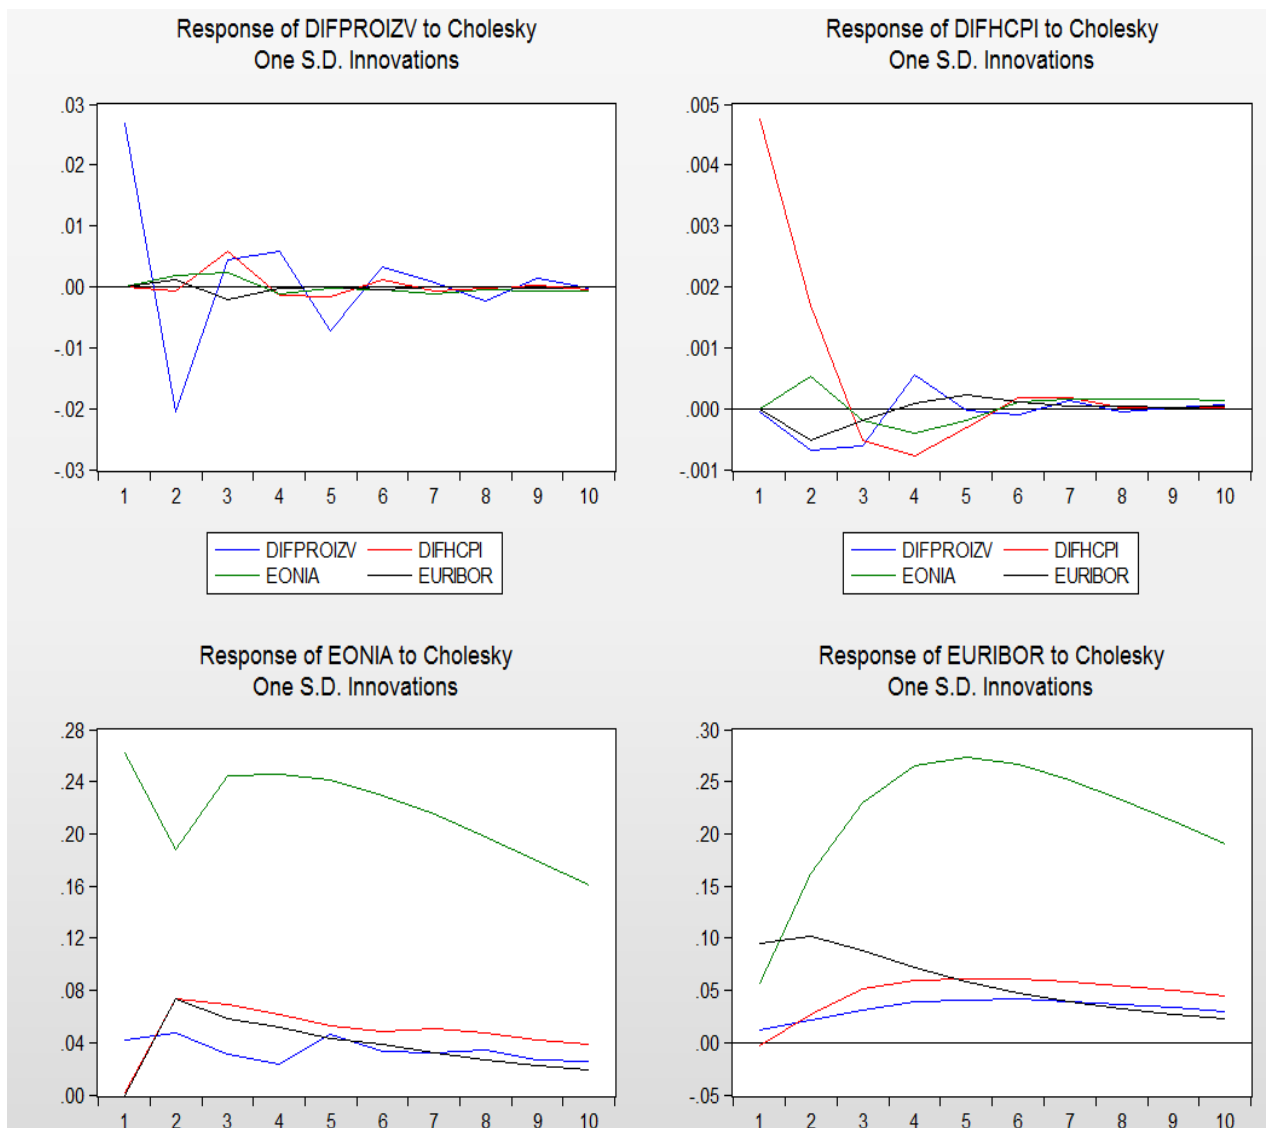 Response of DIFPROIZV to Cholesky
One S.D. Innovations
.03
.02
.01
.00
-.01
-.02
-.03
1 2 3 4 5 6 7 8 9 10
DIFPROIZV DIFHCPI
EONIA EURIBOR
Response of DIFHCPI to Cholesky
One S.D. Innovations
.005
.004
.003
.002
.001
.000
-.001
1 2 3 4 5 6 7 8 9 10
DIFPROIZV DIFHCPI
EONIA EURIBOR
Response of EONIA to Cholesky
One S.D. Innovations
.28
.24
.20
.16
.12
.08
.04
.00
1 2 3 4 5 6 7 8 9 10
Response of EURIBOR to Cholesky
One S.D. Innovations
.30
.25
.20
.15
.10
.05
.00
-.05
1 2 3 4 5 6 7 8 9 10